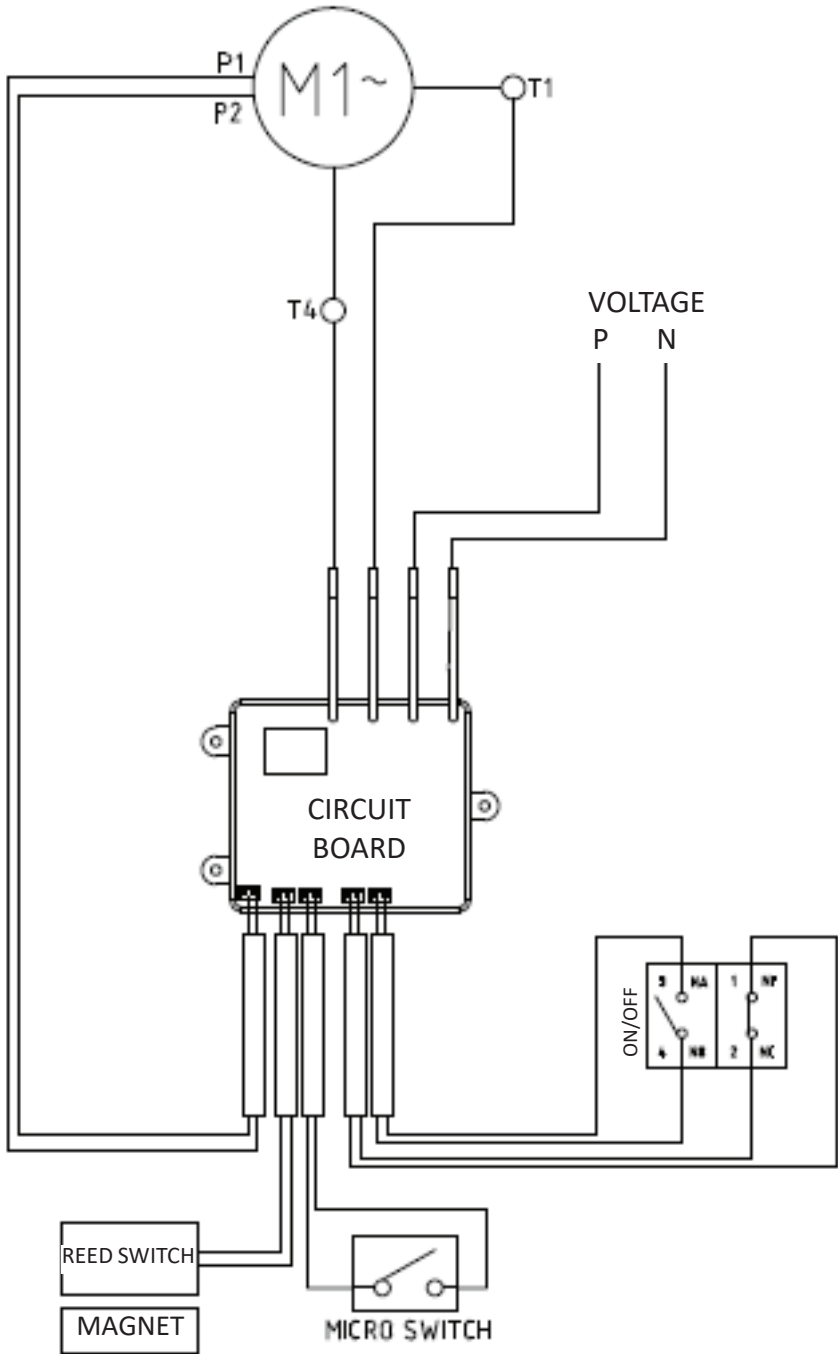 P1
M1~
T1
P2
T4
VOLTAGE
P N
CIRCUIT
BOARD
ON/OFF
3 NA 1 NP
4 NB 2 NC
REED SWITCH
MAGNET
MICRO SWITCH